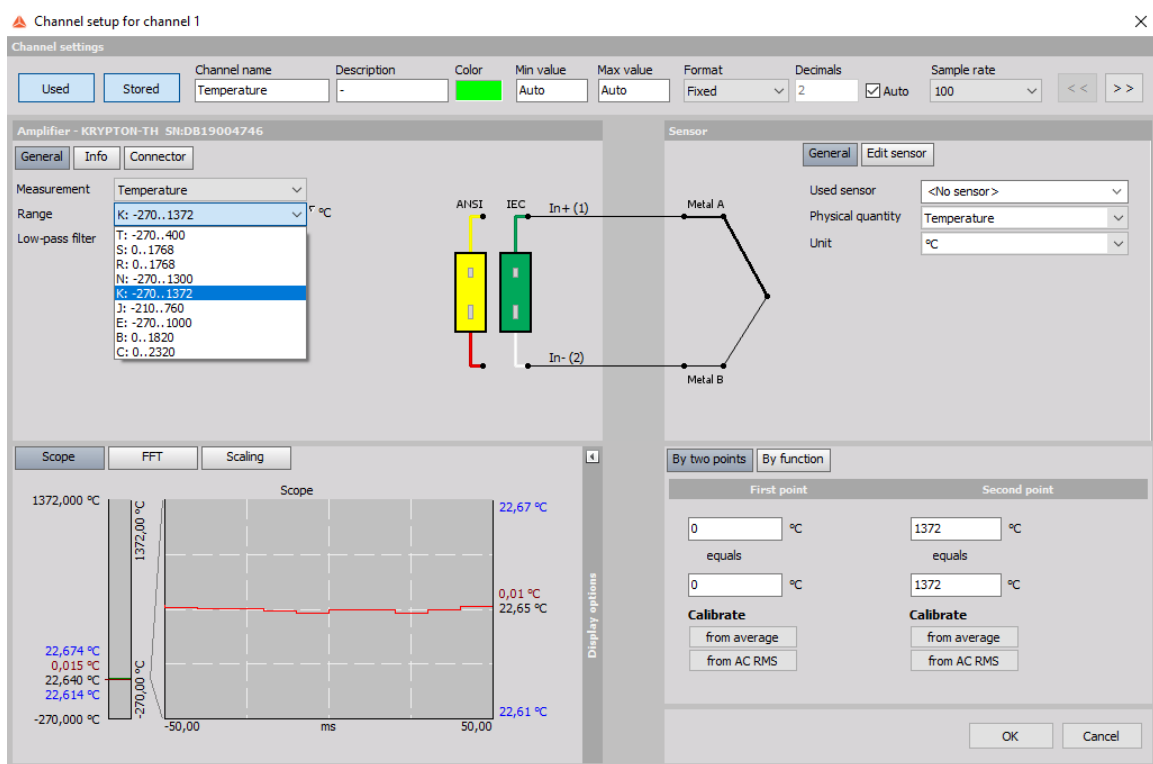 Channel setup for channel 1
Channel settings
Used
Stored
Channel name
Temperature
Description
-
Color
Min value
Auto
Max value
Auto
Format
Fixed
Decimals
2
Auto
Sample rate
100
<< >>
Amplifier - KRYPTON-TH SN:DB19004746
General Info Connector
Measurement Temperature
Range K: -270..1372 °C
Low-pass filter
T: -270..400
S: 0..1768
R: 0..1768
N: -270..1300
K: -270..1372
J: -210..760
E: -270..1000
B: 0..1820
C: 0..2320
ANSI IEC In+ (1)
In- (2)
Sensor
Metal A
Metal B
General Edit sensor
Used sensor <No sensor>
Physical quantity Temperature
Unit °C
Scope FFT Scaling
Scope
1372,000 °C
22,674 °C
0,015 °C
22,640 °C
22,614 °C
-270,000 °C
1372,00 °C
-270,00 °C
22,67 °C
0,01 °C
22,65 °C
22,61 °C
-50,00 ms 50,00
Display options
By two points By function
First point Second point
0 °C 1372 °C
equals equals
0 °C 1372 °C
Calibrate Calibrate
from average from average
from AC RMS from AC RMS
OK Cancel